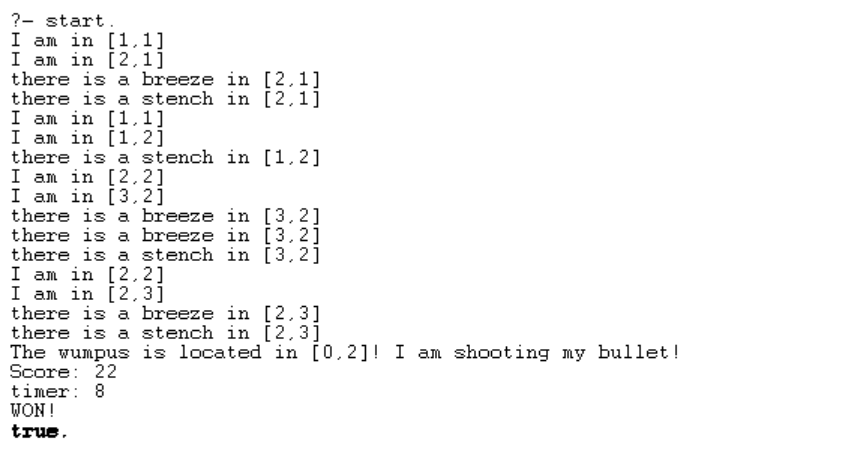 ?- start.
I am in [1,1]
I am in [2,1]
there is a breeze in [2,1]
there is a stench in [2,1]
I am in [1,1]
I am in [1,2]
there is a stench in [1,2]
I am in [2,2]
I am in [3,2]
there is a breeze in [3,2]
there is a breeze in [3,2]
there is a stench in [3,2]
I am in [2,2]
I am in [2,3]
there is a breeze in [2,3]
there is a stench in [2,3]
The wumpus is located in [0,2]! I am shooting my bullet!
Score: 22
timer: 8
WON!
true.